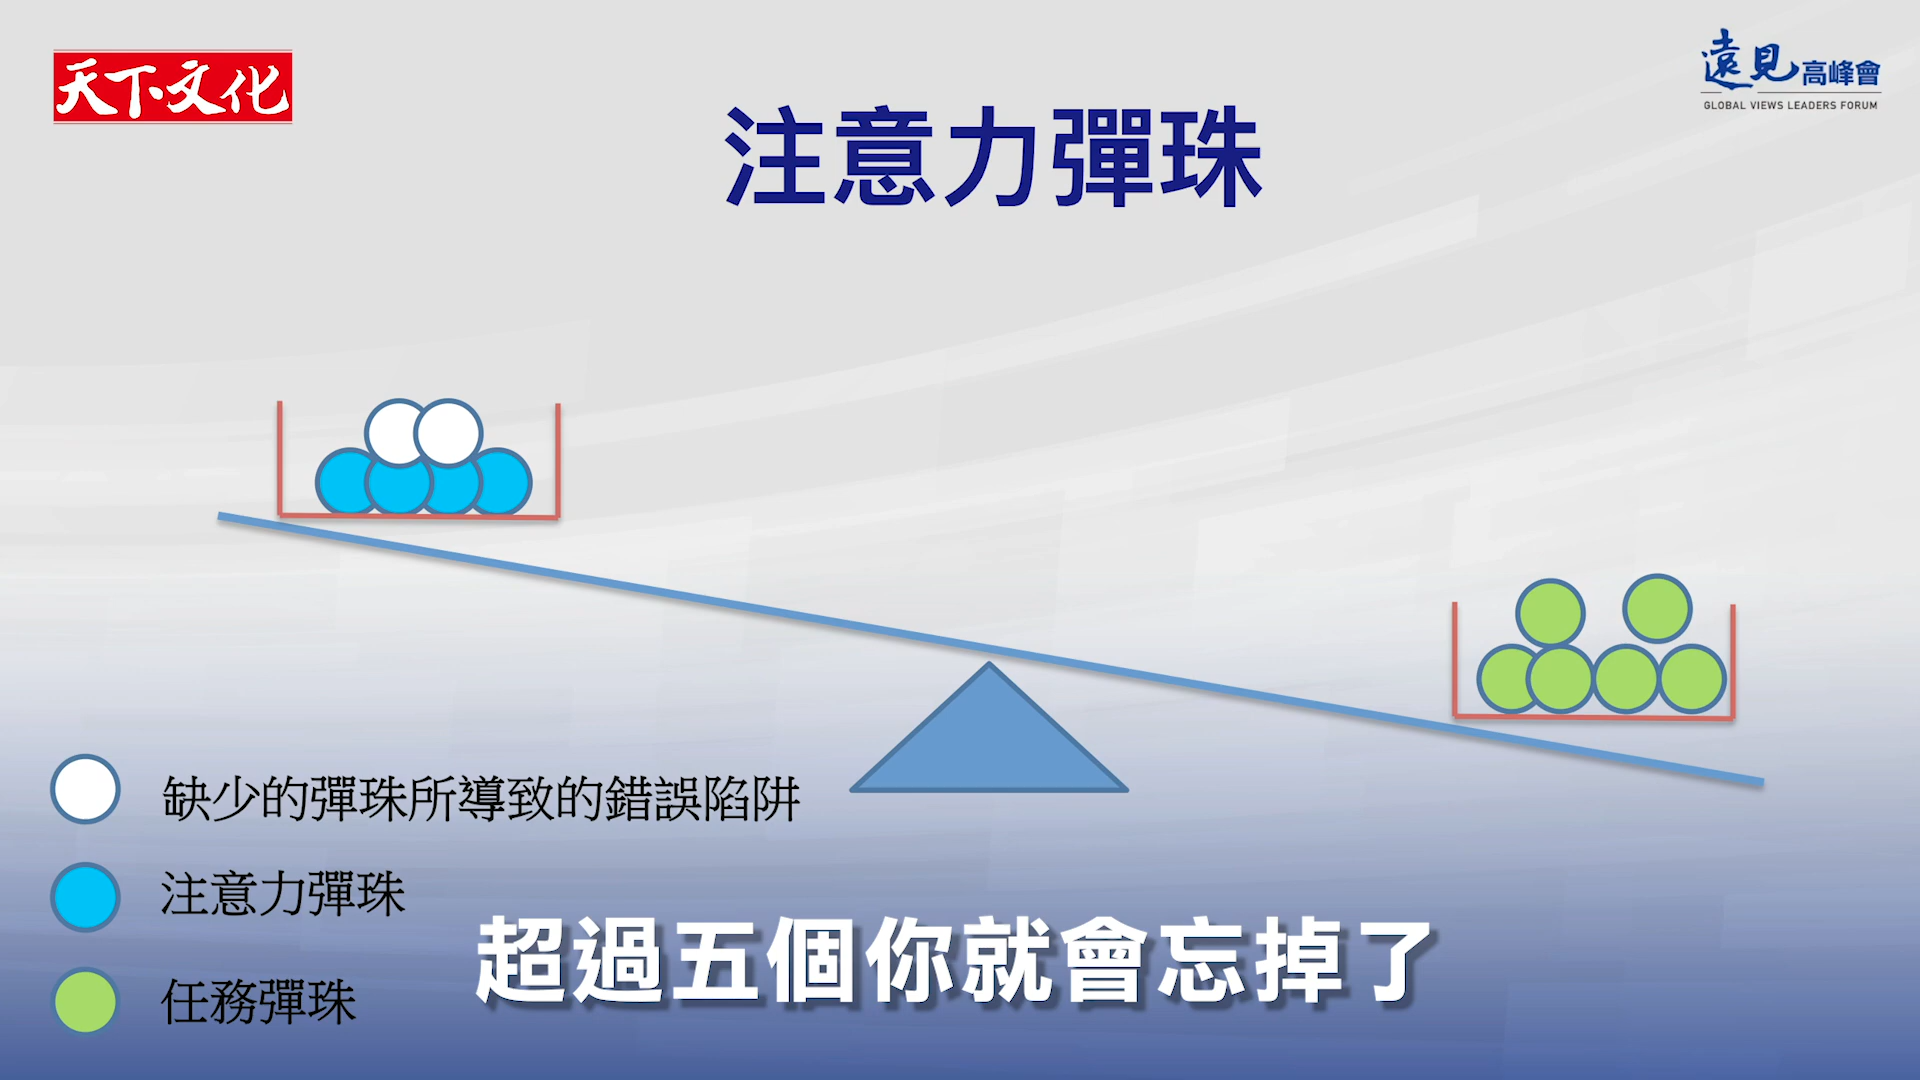 天下文化
遠見高峰會
GLOBAL VIEWS LEADERS FORUM
注意力彈珠
缺少的彈珠所導致的錯誤陷阱
注意力彈珠
任務彈珠
超過五個你就會忘掉了